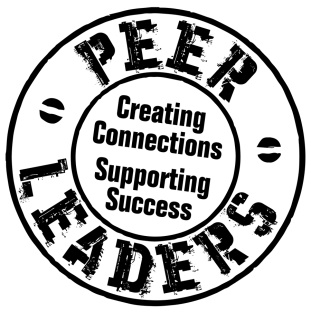 PEER
Creating
Connections
Supporting
Success
LEADERS